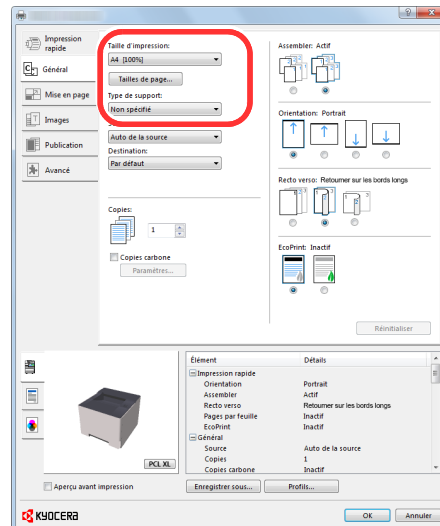 Impression
rapide
Général
Mise en page
Images
Publication
Avancé
Taille d'impression:
A4 [100%]
Tailles de page...
Type de support:
Non spécifié
Auto de la source
Destination:
Par défaut
Copies:
1
Copies carbone
Paramètres...
Assembler: Actif
Orientation: Portrait
Recto verso: Retourner sur les bords longs
EcoPrint: Inactif
Réinitialiser
PCL XL
Aperçu avant impression
Élément Détails
Impression rapide
Orientation Portrait
Assembler Actif
Recto verso Retourner sur les bords longs
Pages par feuille Inactif
EcoPrint Inactif
Général
Source Auto de la source
Copies 1
Copies carbone Inactif
Enregistrer sous... Profils...
KYOCERA
OK Annuler